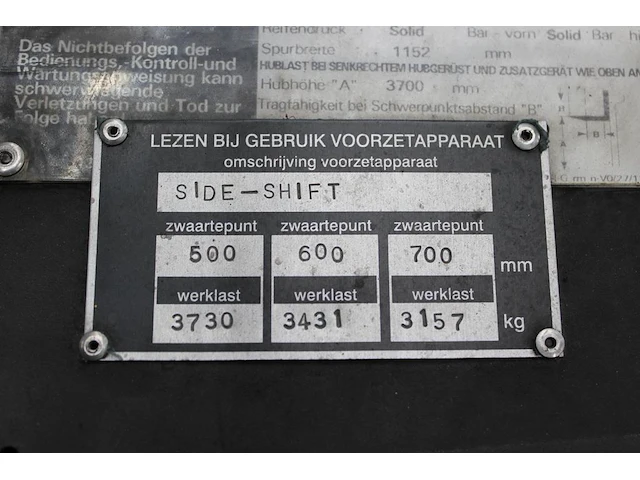 Das Nichtbefolgen der
Bedienungs,-Kontroll-und
Wartungsanweisung kann
schwerwiegende
Verletzungen und Tod zur
Folge
Reifendruck Solid Bar - vorn Solid Bar
Spurbreite 1152 mm
HUBLAST BEI SENKRECHTEM HUBGERÜST UND ZUSATZGERÄT WIE OBEN
Hubhöhe "A" 3700 mm
Tragfähigkeit bei Schwerpunktsabstand "B"
B
LEZEN BIJ GEBRUIK VOORZETAPPARAAT
omschrijving voorzetapparaat
SIDE-SHIFT
zwaartepunt zwaartepunt zwaartepunt
500 600 700 mm
werklast werklast werklast
3730 3431 3157 kg